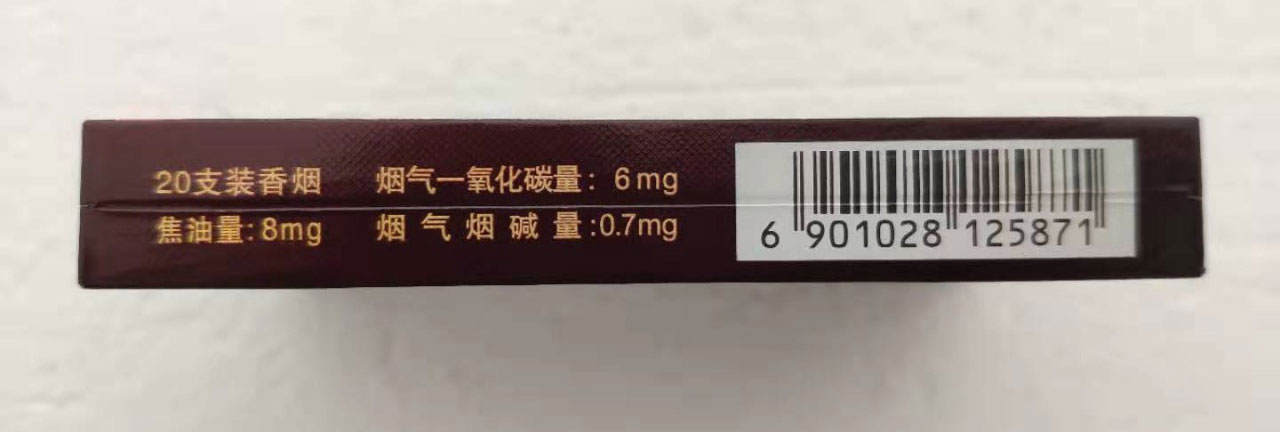 20支装香烟 烟气一氧化碳量：6mg
焦油量：8mg 烟气烟碱量:0.7mg
6 901028 125871